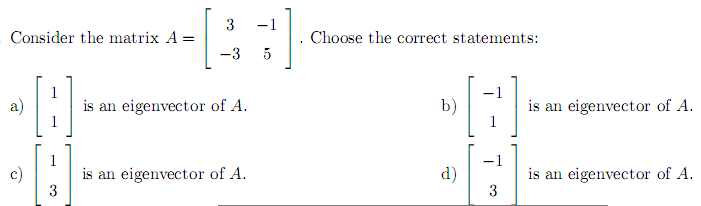 Consider the matrix A = [ 3 −1 ; −3 5 ] . Choose the correct statements:
a) [ 1 ; 1 ] is an eigenvector of A. b) [ −1 ; 1 ] is an eigenvector of A.
c) [ 1 ; 3 ] is an eigenvector of A. d) [ −1 ; 3 ] is an eigenvector of A.